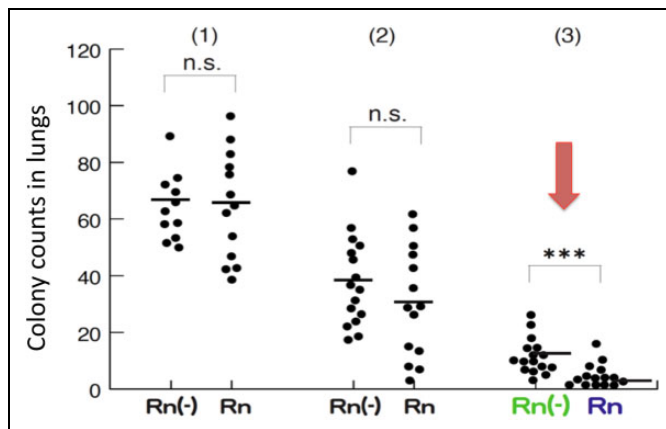 (1) (2) (3)
n.s. n.s. ***
Colony counts in lungs
120
100
80
60
40
20
0
Rn(-) Rn Rn(-) Rn Rn(-) Rn